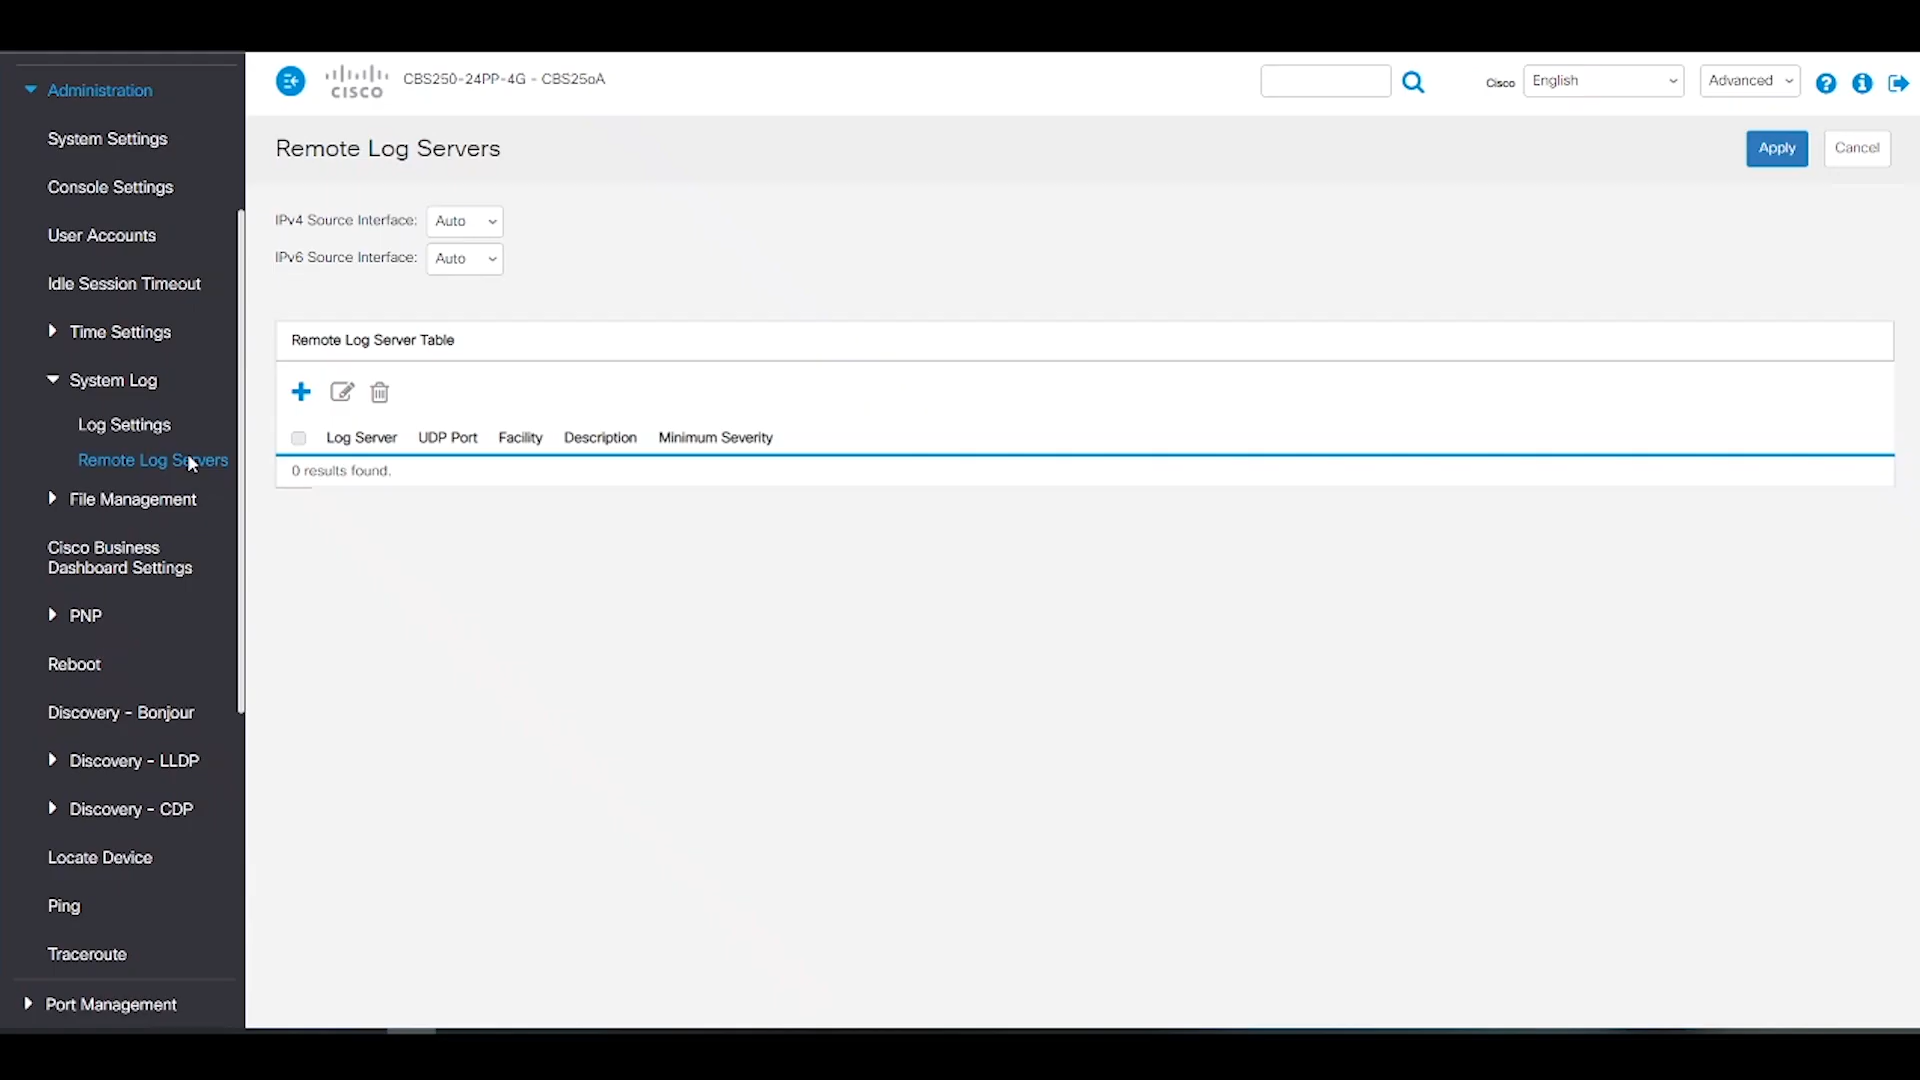 Administration
System Settings
Console Settings
User Accounts
Idle Session Timeout
Time Settings
System Log
Log Settings
Remote Log Servers
File Management
Cisco Business
Dashboard Settings
PNP
Reboot
Discovery - Bonjour
Discovery - LLDP
Discovery - CDP
Locate Device
Ping
Traceroute
Port Management
CISCO
CBS250-24PP-4G - CBS25oA
Cisco
English
Advanced
Remote Log Servers
Apply
Cancel
IPv4 Source Interface: Auto
IPv6 Source Interface: Auto
Remote Log Server Table
Log Server UDP Port Facility Description Minimum Severity
0 results found.